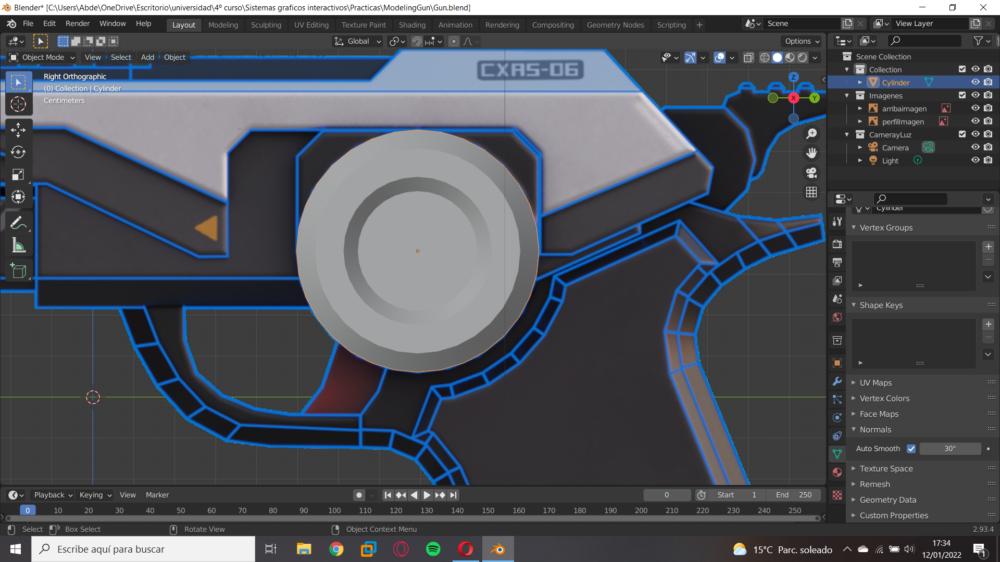 Blender* [C:\Users\Abde\OneDrive\Escritorio\universidad\4º curso\Sistemas graficos interactivos\Practicas\ModelingGun\Gun.blend]
File Edit Render Window Help Layout Modeling Sculpting UV Editing Texture Paint Shading Animation Rendering Compositing Geometry Nodes Scripting + Scene View Layer
Global Options
Object Mode View Select Add Object
Right Orthographic
(0) Collection | Cylinder
Centimeters
CXAS-06
Z
X
Y
Scene Collection
Collection
Cylinder
Imagenes
arribaimagen
perfilImagen
CamerayLuz
Camera
Light
Cylinder
Vertex Groups
Shape Keys
UV Maps
Vertex Colors
Face Maps
Normals
Auto Smooth 30°
Texture Space
Remesh
Geometry Data
Custom Properties
Playback Keying View Marker 0 Start 1 End 250
0 10 20 30 40 50 60 70 80 90 100 110 120 130 140 150 160 170 180 190 200 210 220 230 240 250
Select Box Select Rotate View Object Context Menu 2.93.4
Escribe aquí para buscar
15°C Parc. soleado
17:34
12/01/2022
1